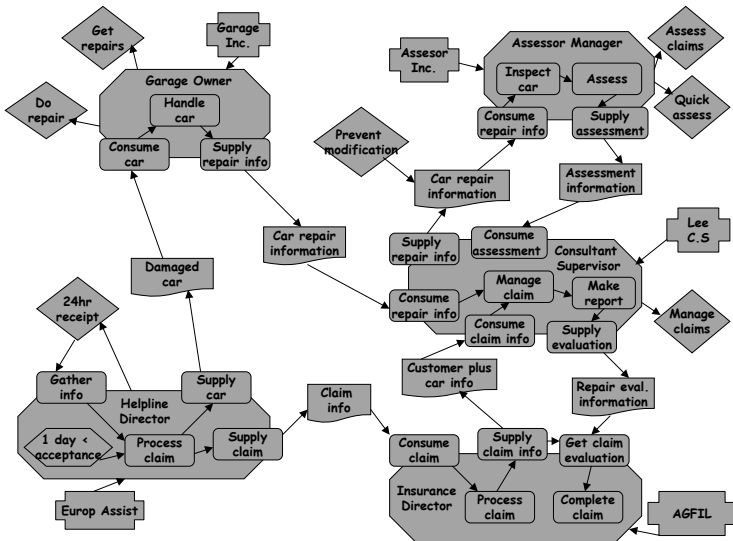 Get
repairs
Garage
Inc.
Garage Owner
Do
repair
Handle
car
Consume
car
Supply
repair info
Assesor
Inc.
Assessor Manager
Assess
claims
Inspect
car
Assess
Quick
assess
Consume
repair info
Supply
assessment
Prevent
modification
Car repair
information
Assessment
information
Car repair
information
Lee
C.S
Supply
repair info
Consume
assessment
Consultant
Supervisor
Damaged
car
Manage
claim
Make
report
24hr
receipt
Consume
repair info
Consume
claim info
Supply
evaluation
Manage
claims
Gather
info
Supply
car
Customer plus
car info
Repair eval.
information
Helpline
Director
Claim
info
1 day <
acceptance
Process
claim
Supply
claim
Consume
claim
Supply
claim info
Get claim
evaluation
Europ Assist
Insurance
Director
Process
claim
Complete
claim
AGFIL